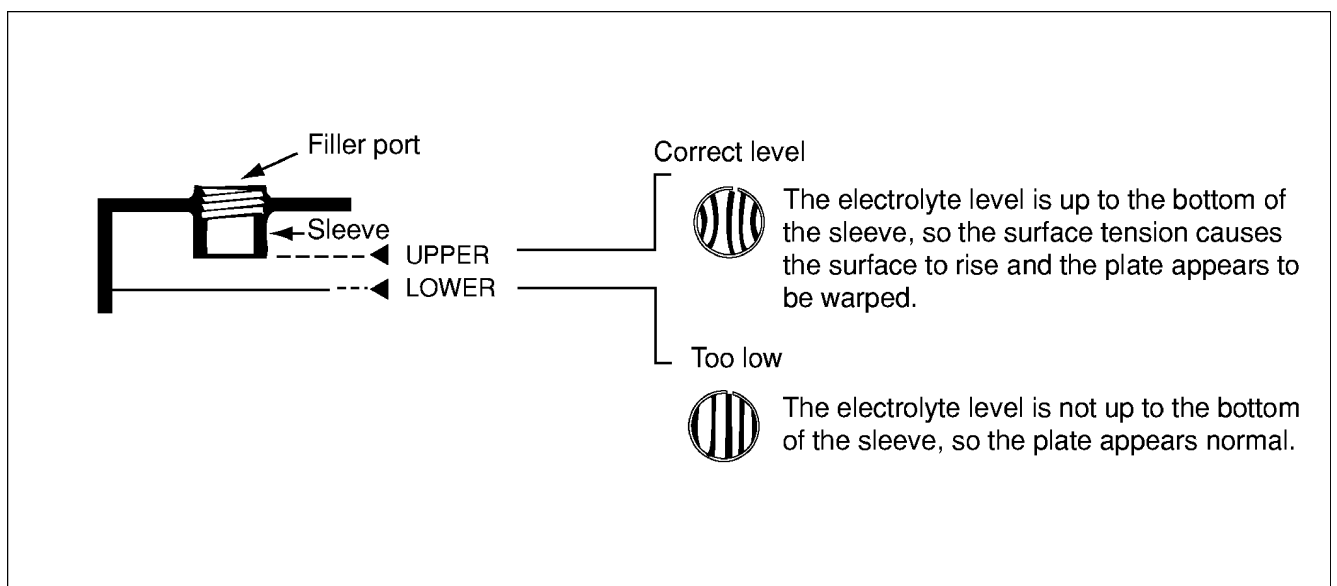 Filler port
Sleeve
UPPER
LOWER
Correct level
The electrolyte level is up to the bottom of
the sleeve, so the surface tension causes
the surface to rise and the plate appears to
be warped.
Too low
The electrolyte level is not up to the bottom
of the sleeve, so the plate appears normal.